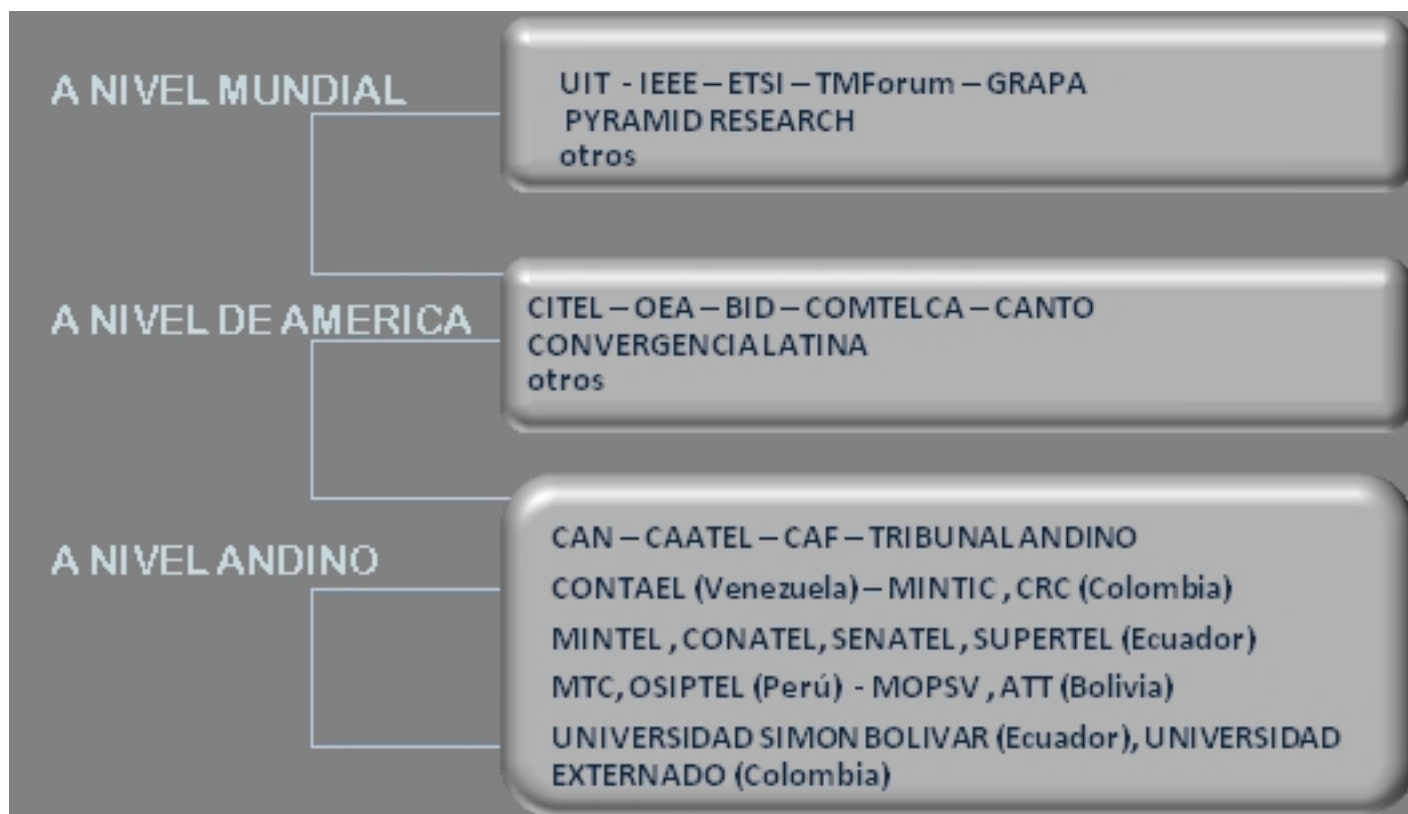 A NIVEL MUNDIAL
UIT - IEEE – ETSI – TMForum – GRAPA
PYRAMID RESEARCH
otros
A NIVEL DE AMERICA
CITEL – OEA – BID – COMTELCA – CANTO
CONVERGENCIA LATINA
otros
A NIVEL ANDINO
CAN – CAATEL – CAF – TRIBUNAL ANDINO
CONTAEL (Venezuela) – MINTIC , CRC (Colombia)
MINTEL , CONATEL, SENATEL , SUPERTEL (Ecuador)
MTC, OSIPTEL (Perú) - MOPSV , ATT (Bolivia)
UNIVERSIDAD SIMON BOLIVAR (Ecuador), UNIVERSIDAD
EXTERNADO (Colombia)